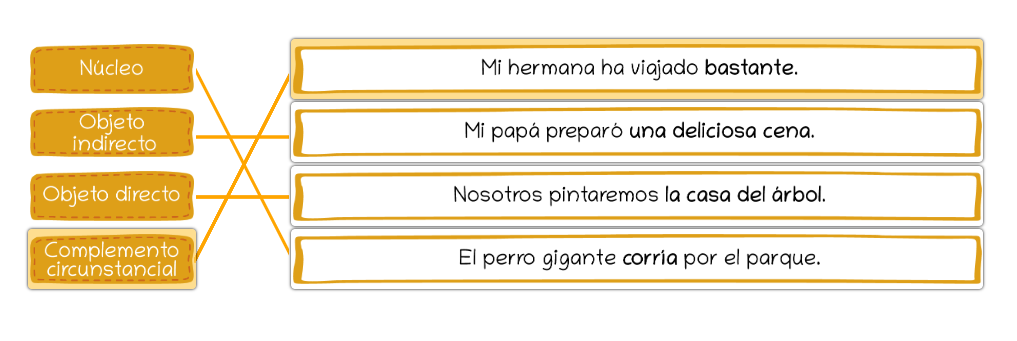 Núcleo
Mi hermana ha viajado bastante.
Objeto
indirecto
Mi papá preparó una deliciosa cena.
Objeto directo
Nosotros pintaremos la casa del árbol.
Complemento
circunstancial
El perro gigante corría por el parque.